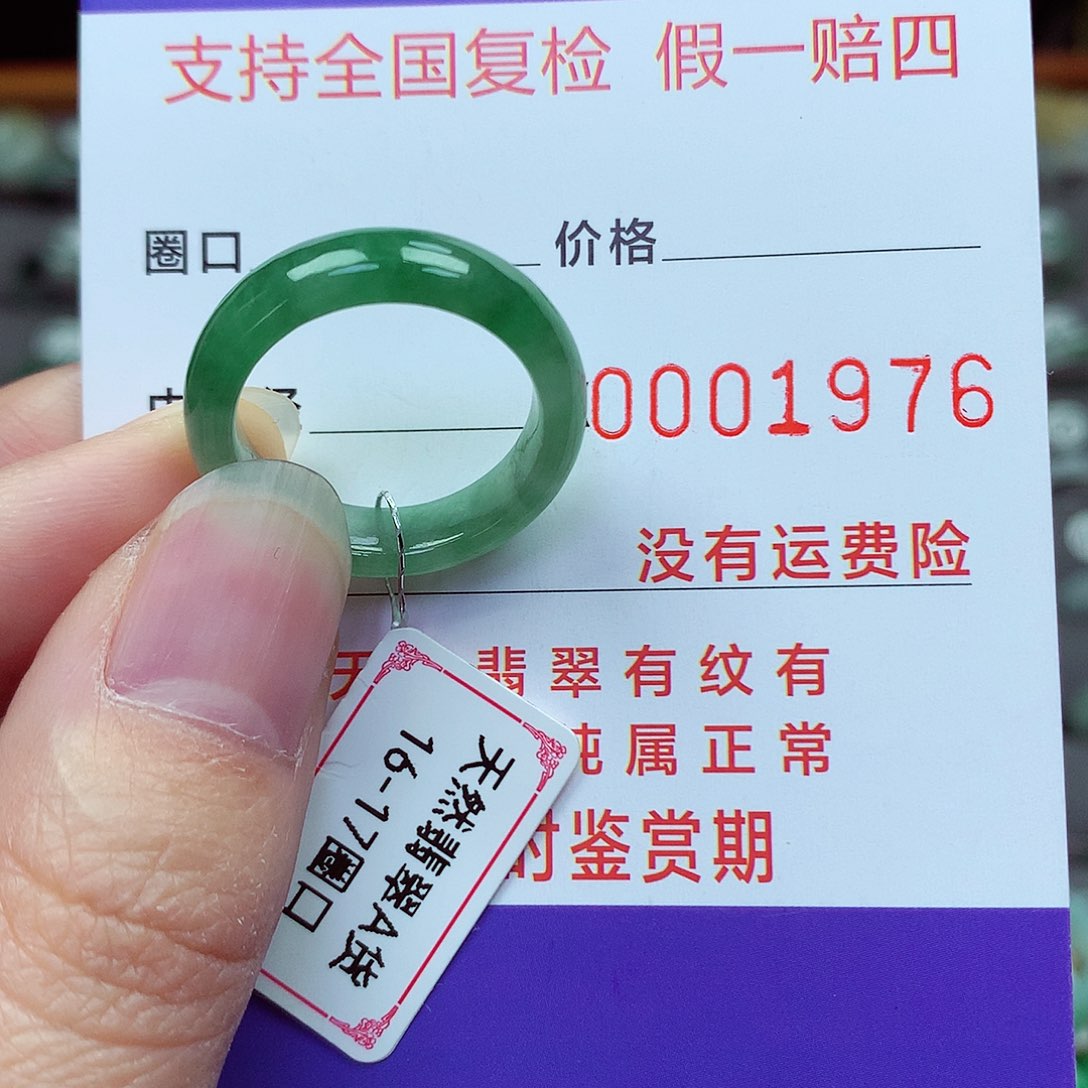 支持全国复检 假一赔四
圈口
价格
0001976
没有运费险
翡翠有纹有
纯属正常
时鉴赏期
天然翡翠A货
16-17圈口